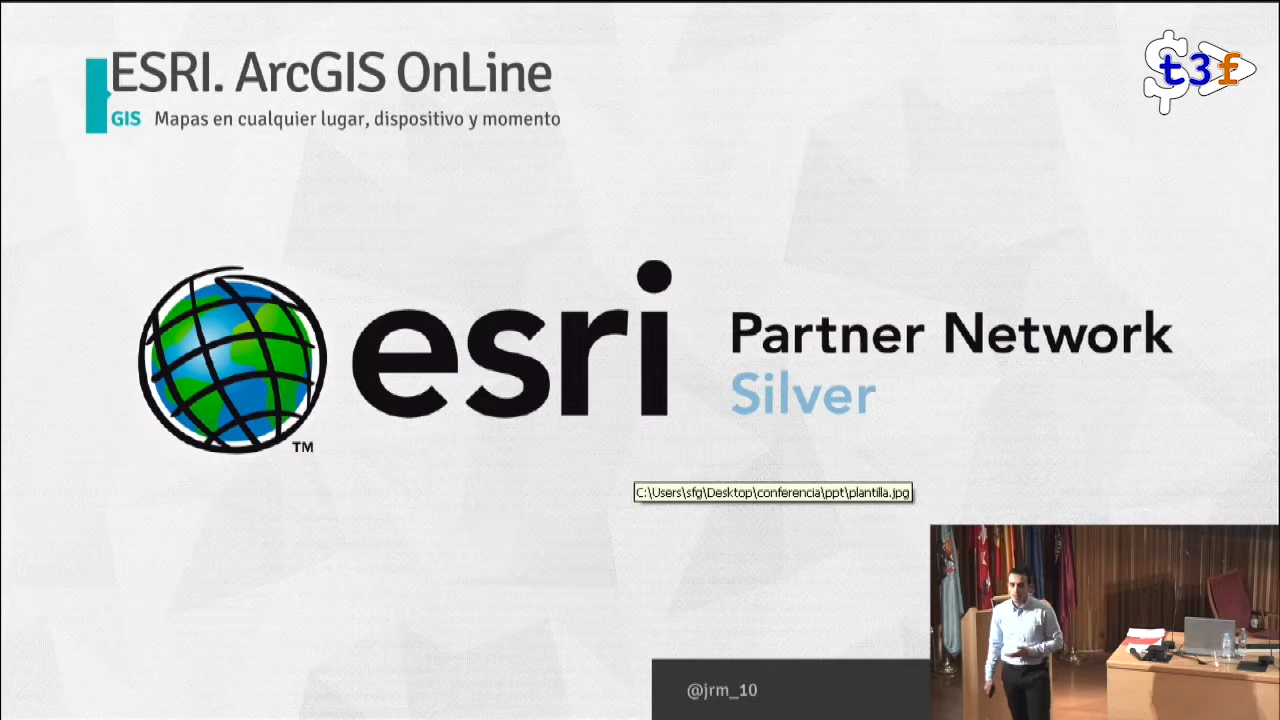 ESRI. ArcGIS OnLine
GIS Mapas en cualquier lugar, dispositivo y momento
t3f
esri
Partner Network
Silver
TM
C:\Users\sfg\Desktop\conferencia\ppt\plantilla.jpg
@jrm_10